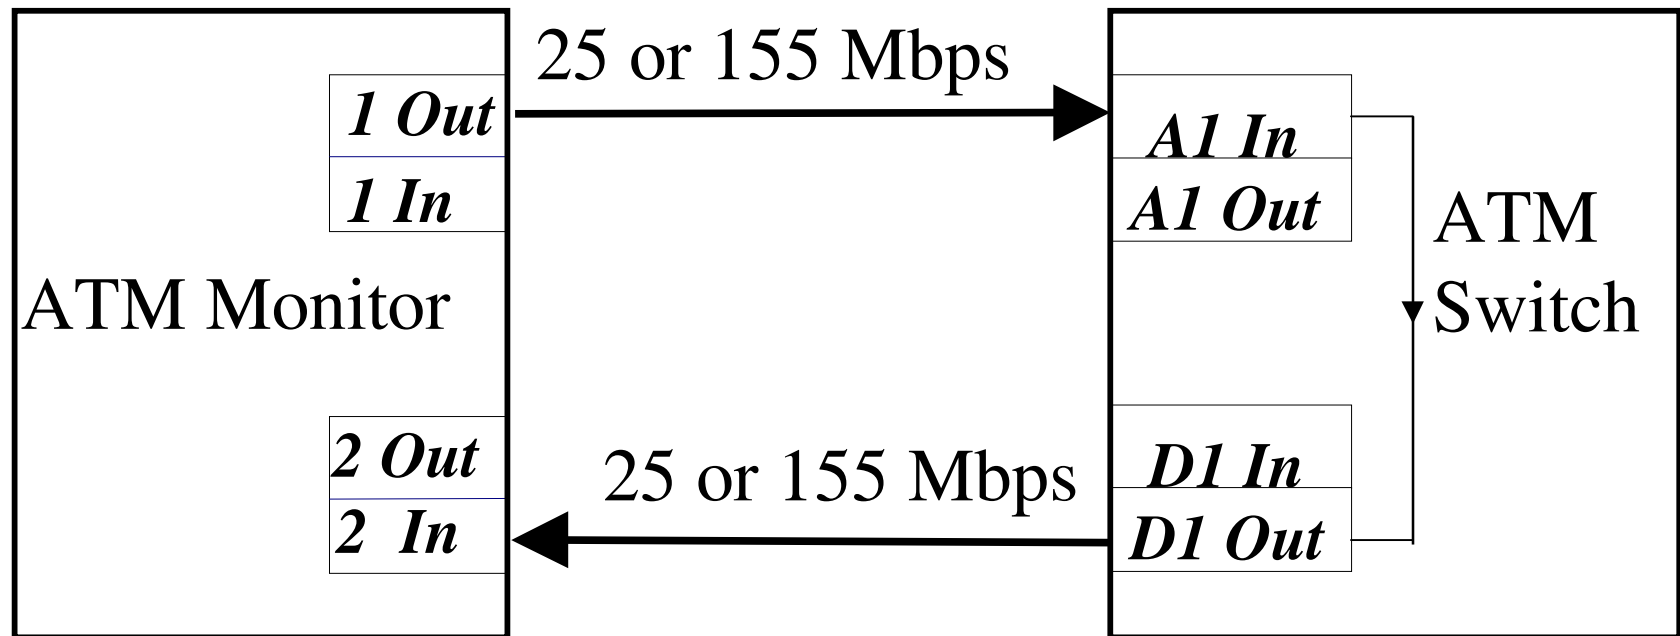 25 or 155 Mbps
1 Out
1 In
ATM Monitor
2 Out
2 In
A1 In
A1 Out
ATM
Switch
D1 In
D1 Out
25 or 155 Mbps